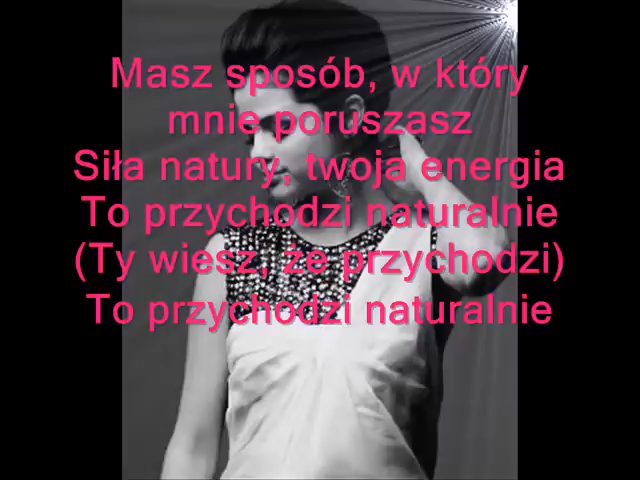 Masz sposób, w który
mnie poruszasz
Siła natury, twoja energia
To przychodzi naturalnie
(Ty wiesz, że przychodzi)
To przychodzi naturalnie